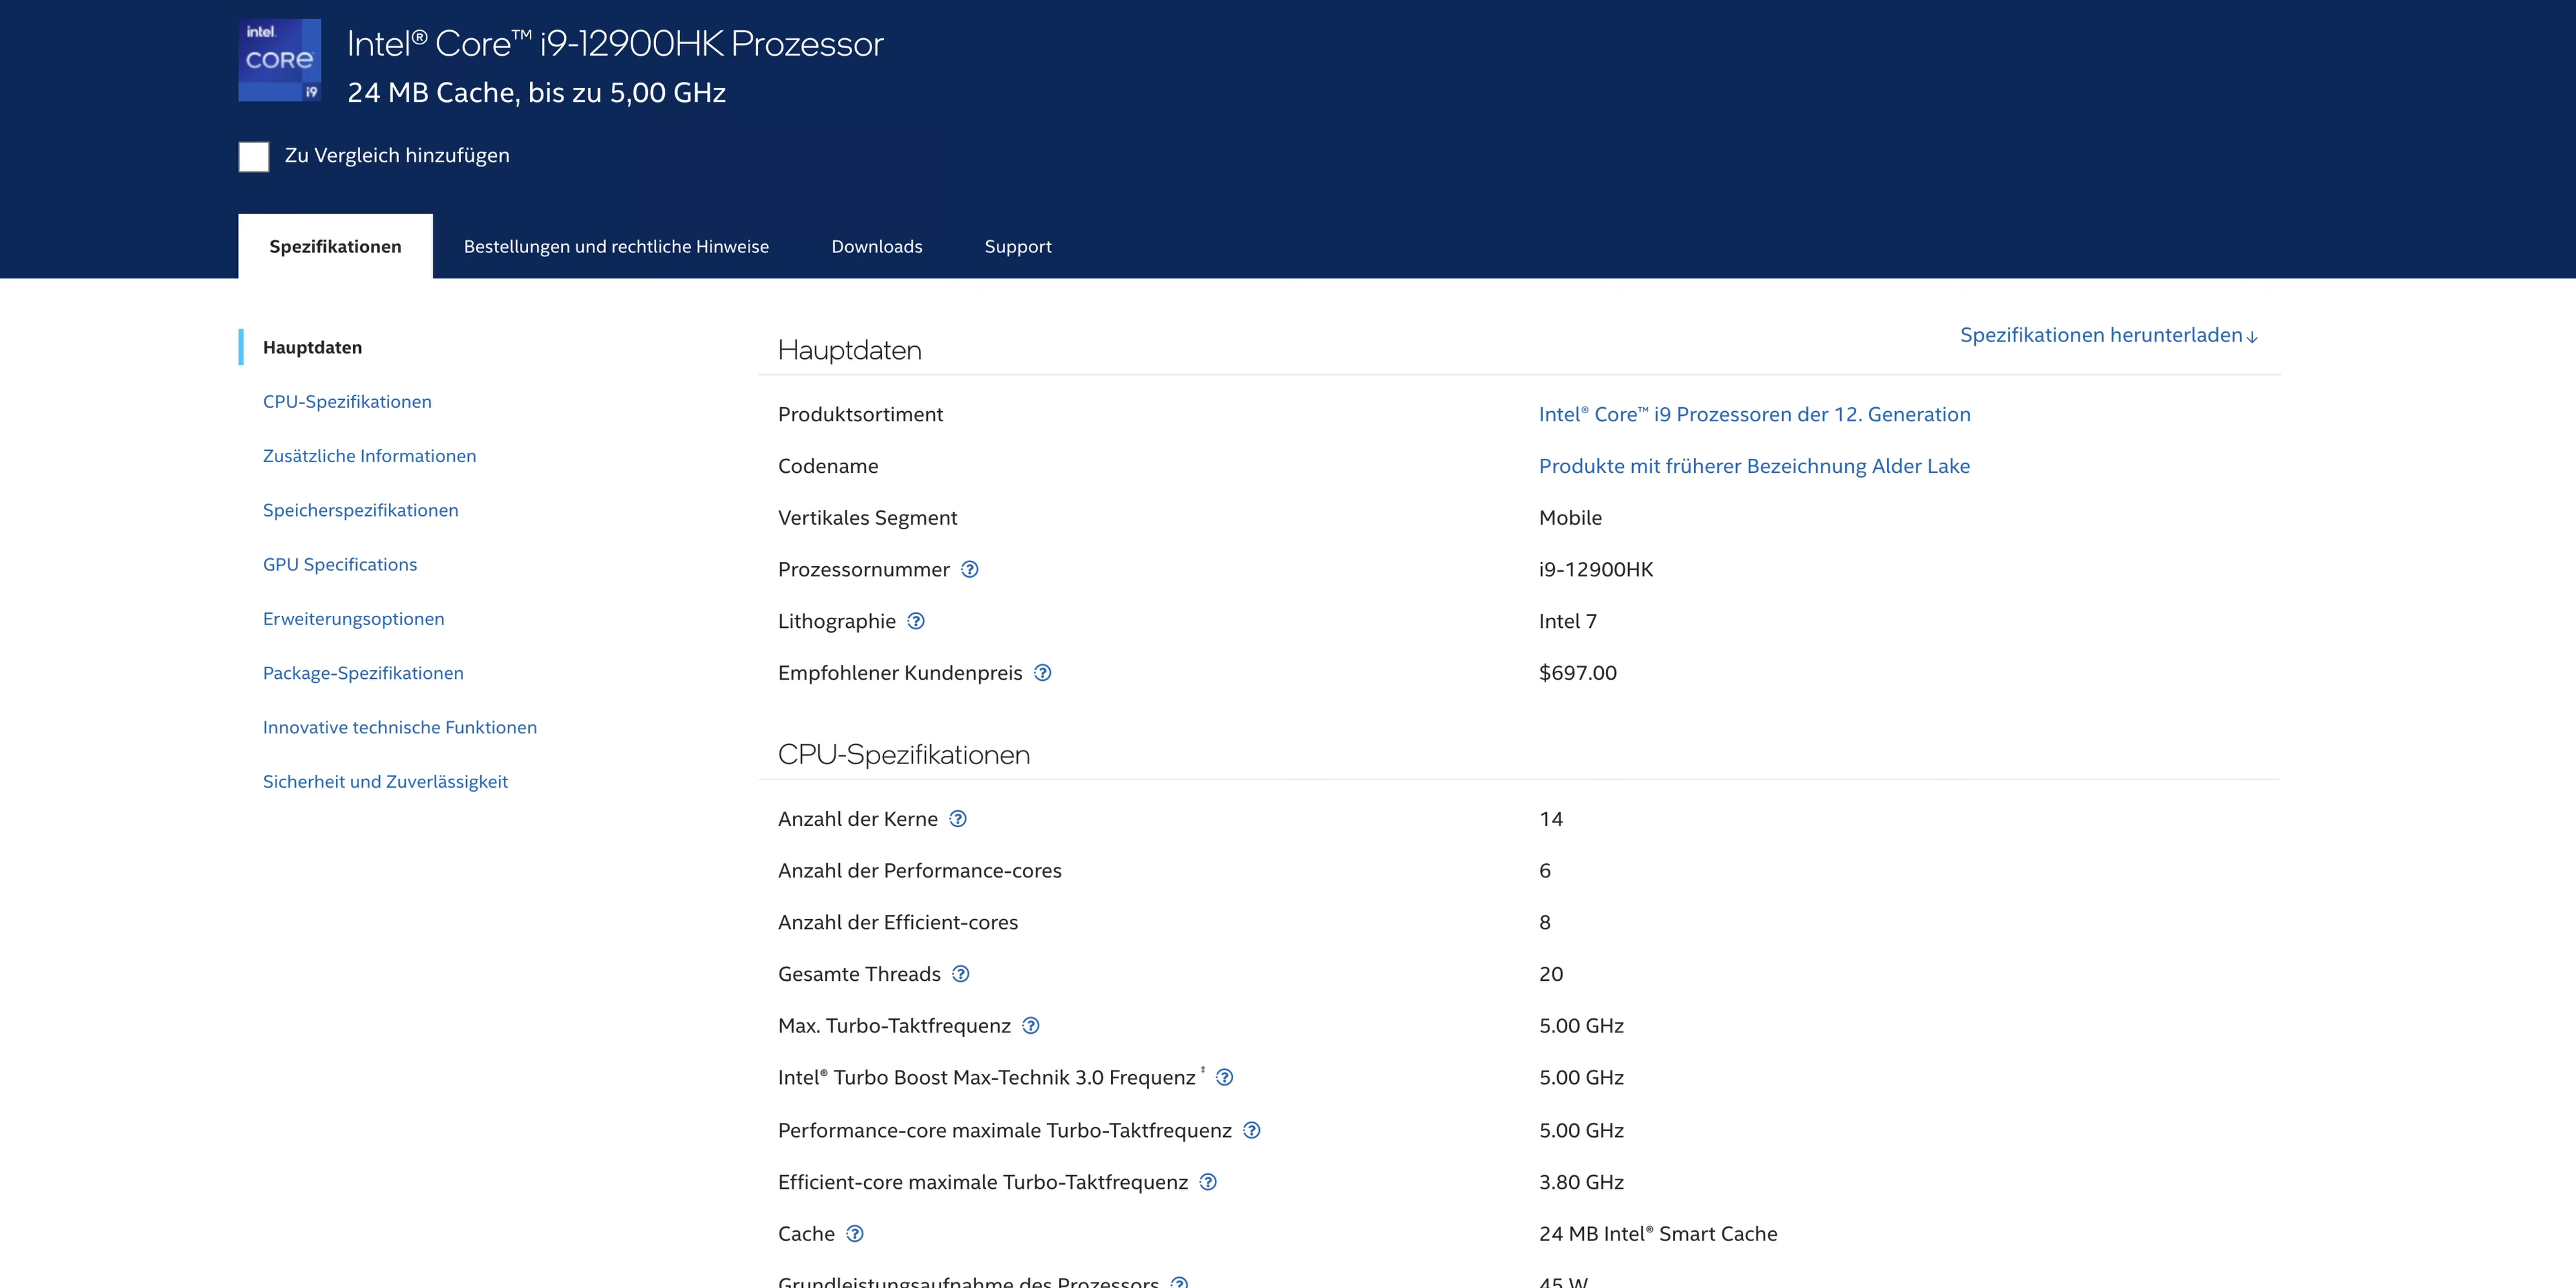 intel.
CORE
i9
Intel® Core™ i9-12900HK Prozessor
24 MB Cache, bis zu 5,00 GHz
Zu Vergleich hinzufügen
Spezifikationen Bestellungen und rechtliche Hinweise Downloads Support
Hauptdaten
CPU-Spezifikationen
Zusätzliche Informationen
Speicherspezifikationen
GPU Specifications
Erweiterungsoptionen
Package-Spezifikationen
Innovative technische Funktionen
Sicherheit und Zuverlässigkeit
Spezifikationen herunterladen↓
Hauptdaten
Produktsortiment Intel® Core™ i9 Prozessoren der 12. Generation
Codename Produkte mit früherer Bezeichnung Alder Lake
Vertikales Segment Mobile
Prozessornummer ? i9-12900HK
Lithographie ? Intel 7
Empfohlener Kundenpreis ? $697.00
CPU-Spezifikationen
Anzahl der Kerne ? 14
Anzahl der Performance-cores 6
Anzahl der Efficient-cores 8
Gesamte Threads ? 20
Max. Turbo-Taktfrequenz ? 5.00 GHz
Intel® Turbo Boost Max-Technik 3.0 Frequenz ‡ ? 5.00 GHz
Performance-core maximale Turbo-Taktfrequenz ? 5.00 GHz
Efficient-core maximale Turbo-Taktfrequenz ? 3.80 GHz
Cache ? 24 MB Intel® Smart Cache
Grundleistungsaufnahme des Prozessors ? 45 W